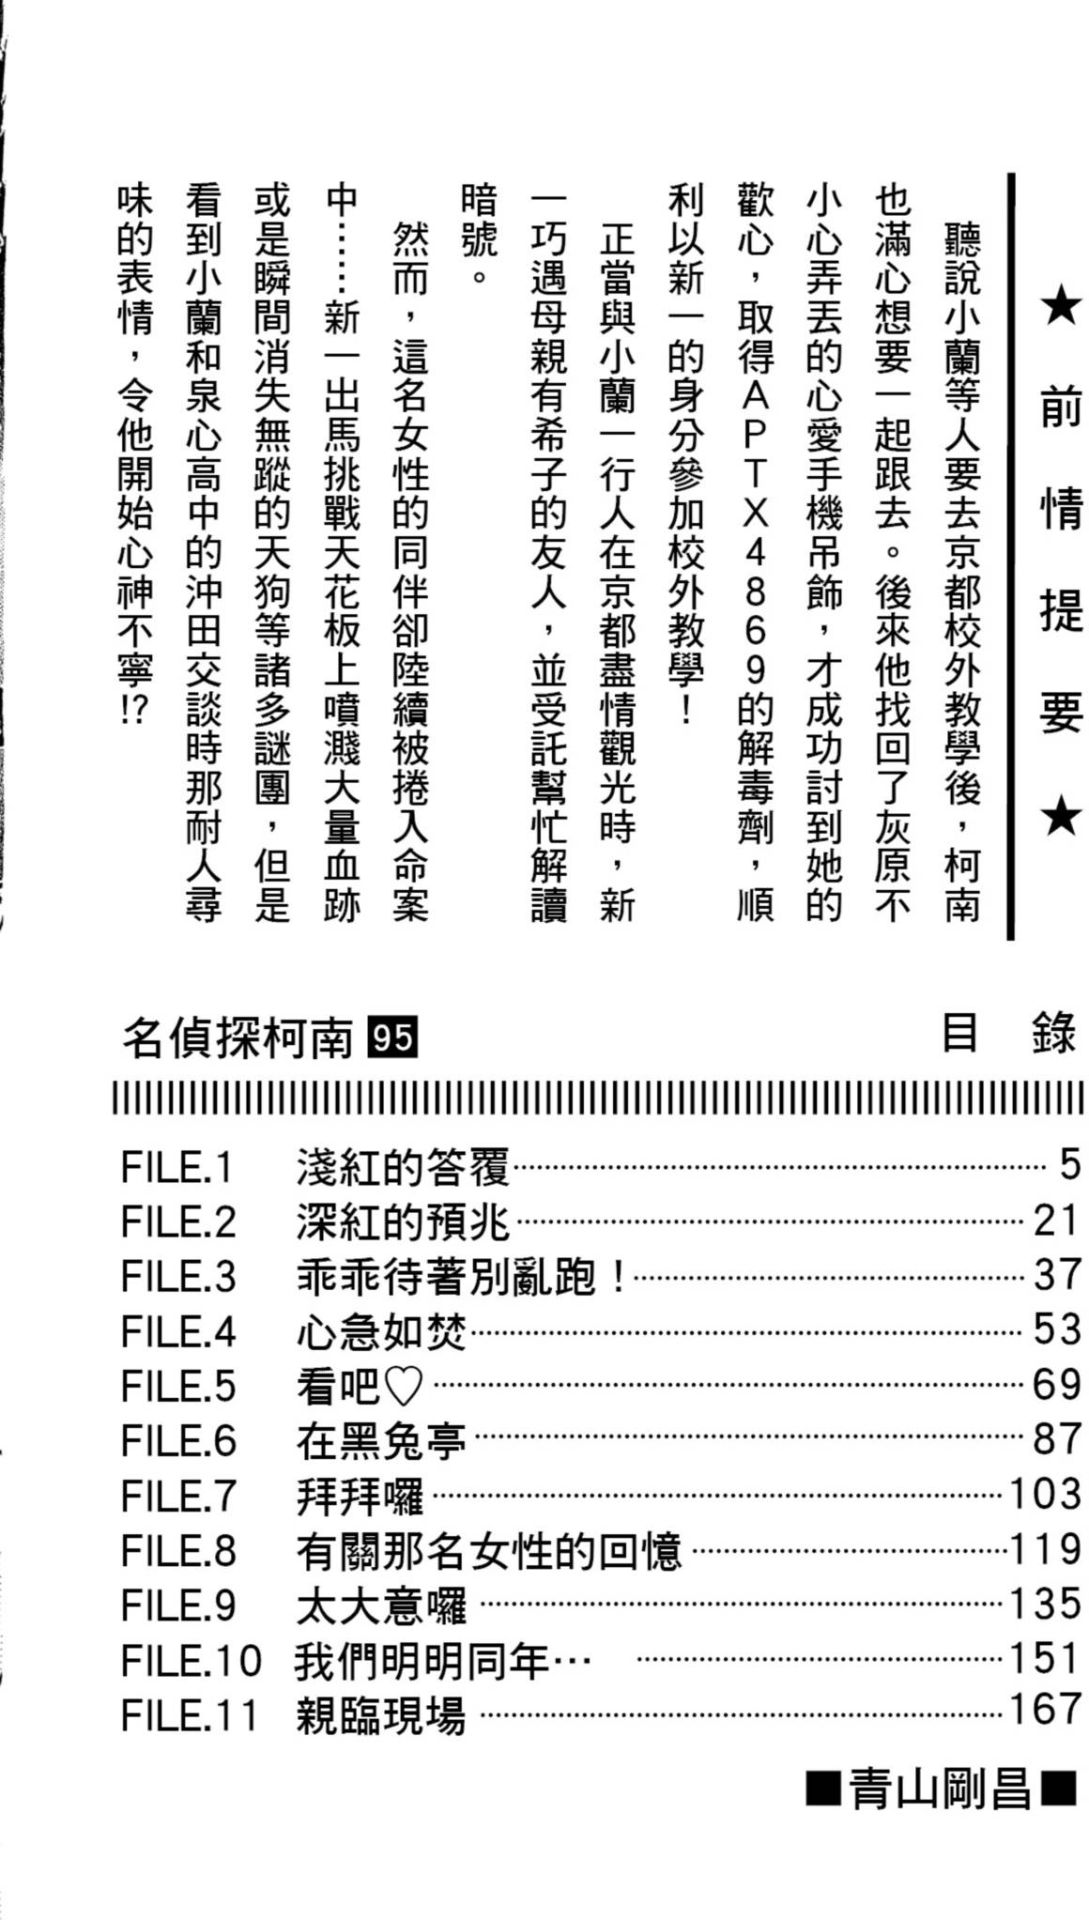 ★前情提要★
聽說小蘭等人要去京都校外教學後，柯南
也滿心想要一起跟去。後來他找回了灰原不
小心弄丟的心愛手機吊飾，才成功討到她的
歡心，取得APTX4869的解毒劑，順
利以新一的身分參加校外教學！
正當與小蘭一行人在京都盡情觀光時，新
一巧遇母親有希子的友人，並受託幫忙解讀
暗號。
然而，這名女性的同伴卻陸續被捲入命案
中……新一出馬挑戰天花板上噴濺大量血跡
或是瞬間消失無蹤的天狗等諸多謎團，但是
看到小蘭和泉心高中的沖田交談時那耐人尋
味的表情，令他開始心神不寧!?
名偵探柯南 95 目錄
FILE.1 淺紅的答覆……5
FILE.2 深紅的預兆……21
FILE.3 乖乖待著別亂跑！……37
FILE.4 心急如焚……53
FILE.5 看吧♡……69
FILE.6 在黑兔亭……87
FILE.7 拜拜囉……103
FILE.8 有關那名女性的回憶……119
FILE.9 太大意囉……135
FILE.10 我們明明同年… ……151
FILE.11 親臨現場……167
■青山剛昌■